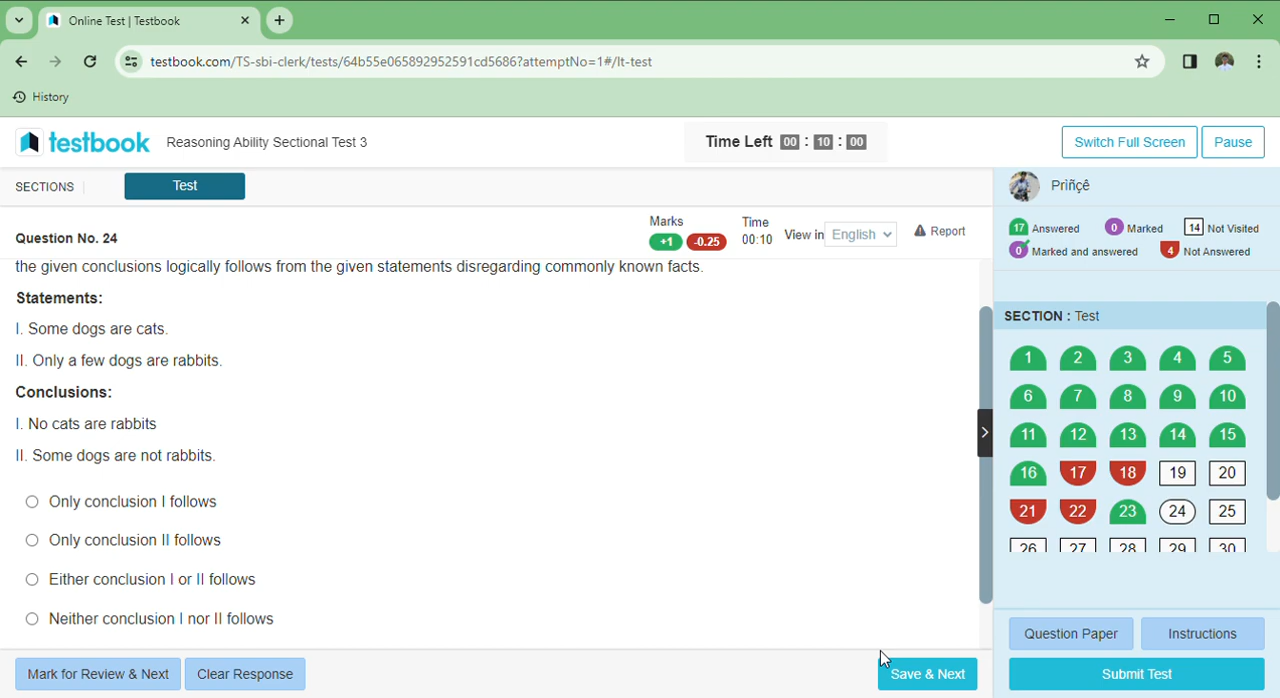 Online Test | Testbook
testbook.com/TS-sbi-clerk/tests/64b55e065892952591cd5686?attemptNo=1#/lt-test
History
testbook Reasoning Ability Sectional Test 3 Time Left 00 : 10 : 00 Switch Full Screen Pause
SECTIONS Test Priñçê
Question No. 24 Marks +1 -0.25 Time 00:10 View in English Report
17 Answered 0 Marked 14 Not Visited
0 Marked and answered 4 Not Answered
the given conclusions logically follows from the given statements disregarding commonly known facts.
Statements:
I. Some dogs are cats.
II. Only a few dogs are rabbits.
Conclusions:
I. No cats are rabbits
II. Some dogs are not rabbits.
Only conclusion I follows
Only conclusion II follows
Either conclusion I or II follows
Neither conclusion I nor II follows
SECTION : Test
1 2 3 4 5
6 7 8 9 10
11 12 13 14 15
16 17 18 19 20
21 22 23 24 25
26 27 28 29 30
Question Paper Instructions
Mark for Review & Next Clear Response Save & Next Submit Test